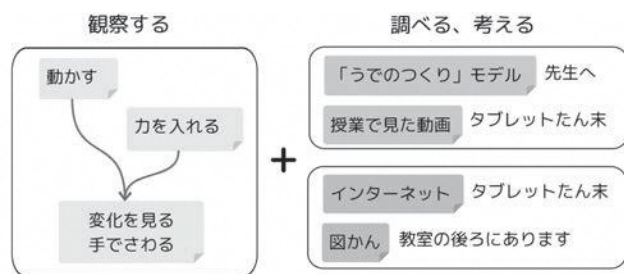 観察する
動かす
力を入れる
変化を見る
手でさわる
+
調べる、考える
「うでのつくり」モデル 先生へ
授業で見た動画 タブレットたん末
インターネット タブレットたん末
図かん 教室の後ろにあります